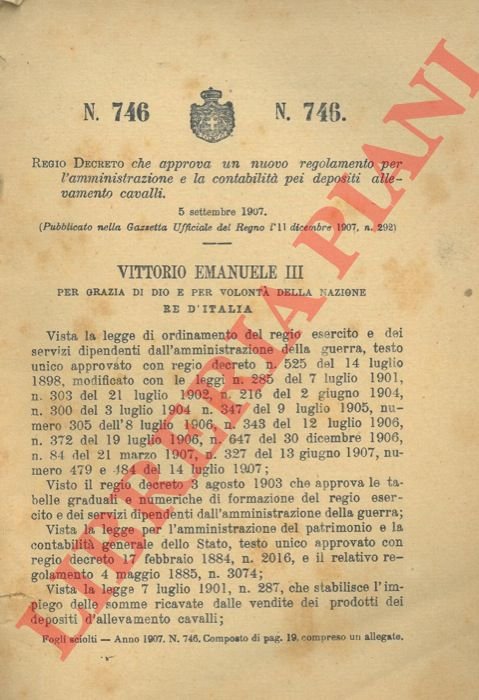 N. 746 N. 746.
REGIO DECRETO che approva un nuovo regolamento per
l'amministrazione e la contabilità pei depositi alle-
vamento cavalli.
5 settembre 1907.
(Pubblicato nella Gazzetta Ufficiale del Regno l'11 dicembre 1907, n. 292)
VITTORIO EMANUELE III
PER GRAZIA DI DIO E PER VOLONTÀ DELLA NAZIONE
RE D'ITALIA
Vista la legge di ordinamento del regio esercito e dei
servizi dipendenti dall'amministrazione della guerra, testo
unico approvato con regio decreto n. 525 del 14 luglio
1898, modificato con le leggi n. 285 del 7 luglio 1901,
n. 303 del 21 luglio 1902, n. 216 del 2 giugno 1904,
n. 300 del 3 luglio 1904 n. 347 del 9 luglio 1905, nu-
mero 305 dell'8 luglio 1906, n. 343 del 12 luglio 1906,
n. 372 del 19 luglio 1906, n. 647 del 30 dicembre 1906,
n. 84 del 21 marzo 1907, n. 327 del 13 giugno 1907, nu-
mero 479 e 484 del 14 luglio 1907;
Visto il regio decreto 3 agosto 1903 che approva le ta-
belle graduali e numeriche di formazione del regio eser-
cito e dei servizi dipendenti dall'amministrazione della guerra;
Vista la legge per l'amministrazione del patrimonio e la
contabilità generale dello Stato, testo unico approvato con
regio decreto 17 febbraio 1884, n. 2016, e il relativo re-
golamento 4 maggio 1885, n. 3074;
Vista la legge 7 luglio 1901, n. 287, che stabilisce l'im-
piego delle somme ricavate dalle vendite dei prodotti dei
depositi d'allevamento cavalli;
Fogli sciolti — Anno 1907. N. 746. Composto di pag. 19, compreso un allegato.
LIBRERIA PIANI